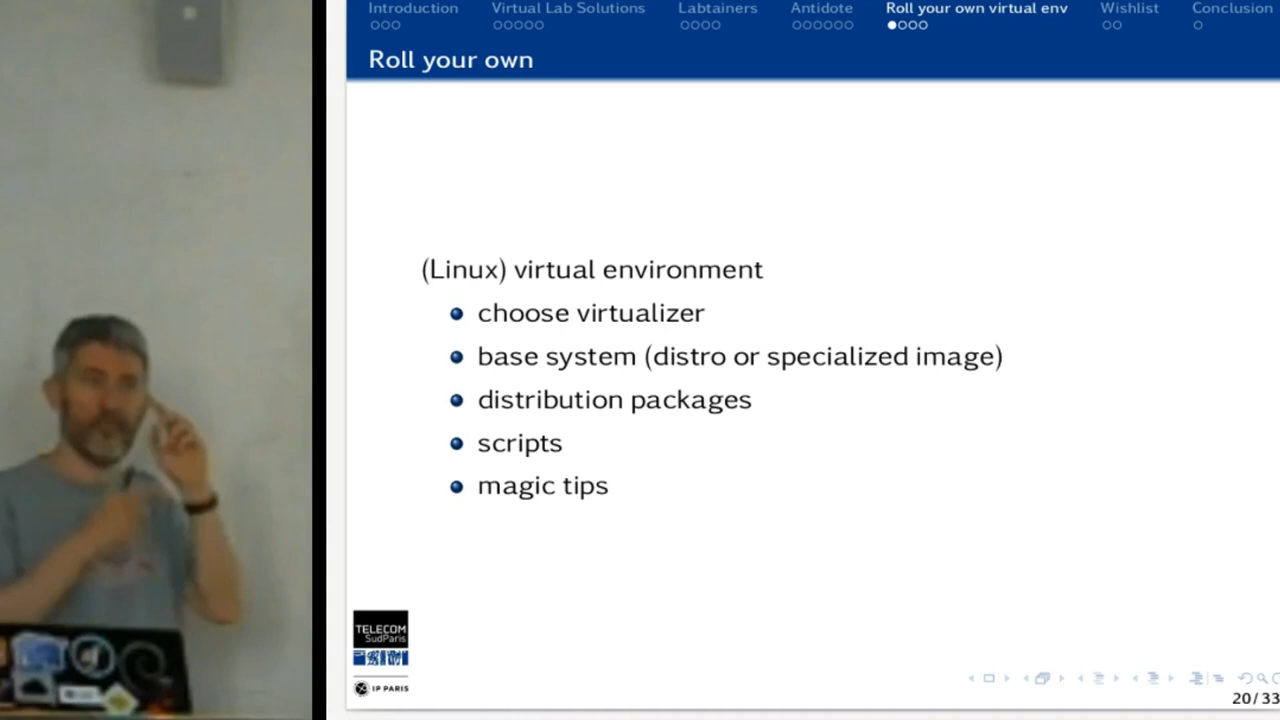 Introduction Virtual Lab Solutions Labtainers Antidote Roll your own virtual env Wishlist Conclusion
Roll your own
(Linux) virtual environment
choose virtualizer
base system (distro or specialized image)
distribution packages
scripts
magic tips
TELECOM
SudParis
IP PARIS
20/33